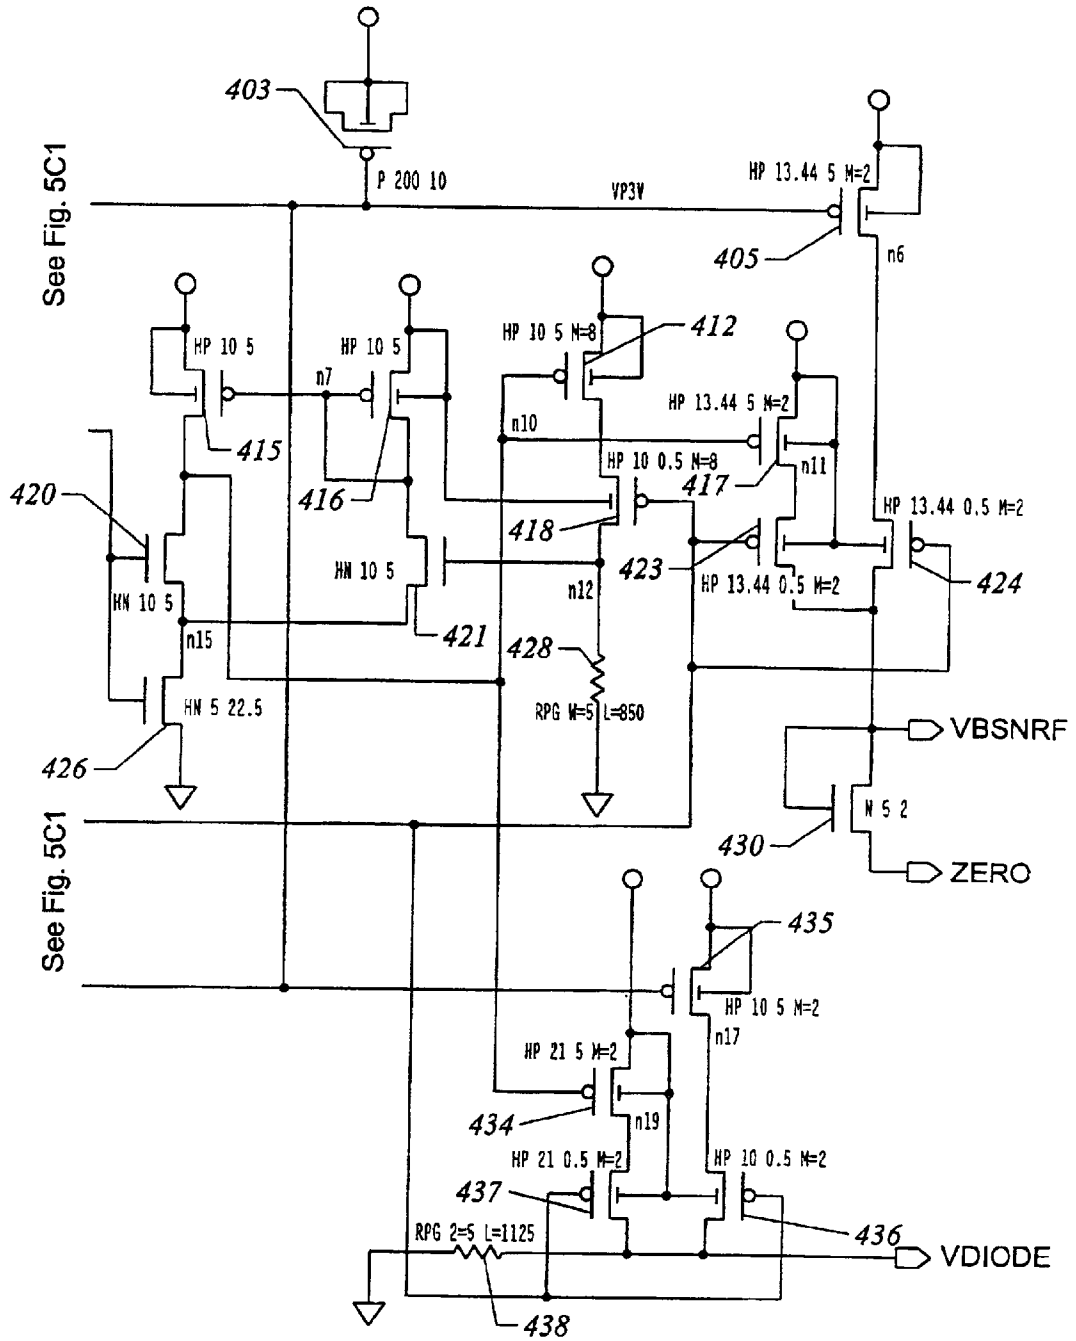 403
P 200 10
See Fig. 5C1
VP3V
HP 13.44 5 M=2
405
n6
HP 10 5
n7
HP 10 5
HP 10 5 M=8
412
415
416
n10
HP 13.44 5 M=2
417
n11
HP 10 0.5 M=8
418
420
HN 10 5
HN 10 5
421
n15
n12
423
HP 13.44 0.5 M=2
HP 13.44 0.5 M=2
424
428
RPG W=5 L=850
HN 5 22.5
426
VBSNRF
N 5 2
430
ZERO
See Fig. 5C1
435
HP 10 5 M=2
n17
HP 21 5 M=2
434
n19
HP 21 0.5 M=2
437
HP 10 0.5 M=2
436
RPG 2=5 L=1125
438
VDIODE